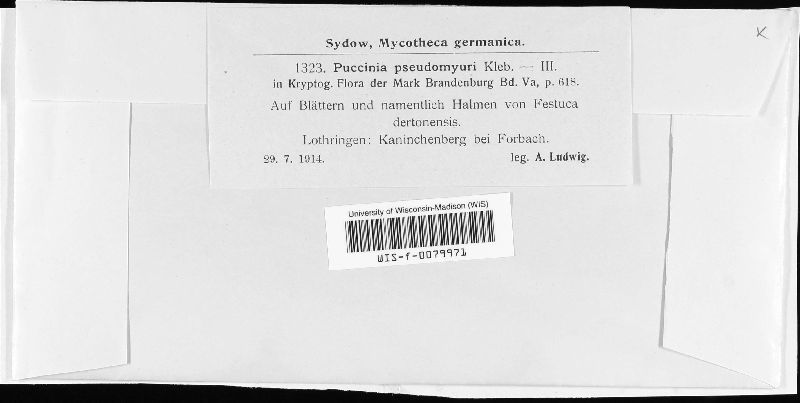 K
Sydow, Mycotheca germanica.
1323. Puccinia pseudomyuri Kleb. — III.
in Kryptog. Flora der Mark Brandenburg Bd. Va, p. 618.
Auf Blättern und namentlich Halmen von Festuca
dertonensis.
Lothringen: Kaninchenberg bei Forbach.
29. 7. 1914. leg. A. Ludwig.
University of Wisconsin-Madison (WIS)
WIS-f-0079971